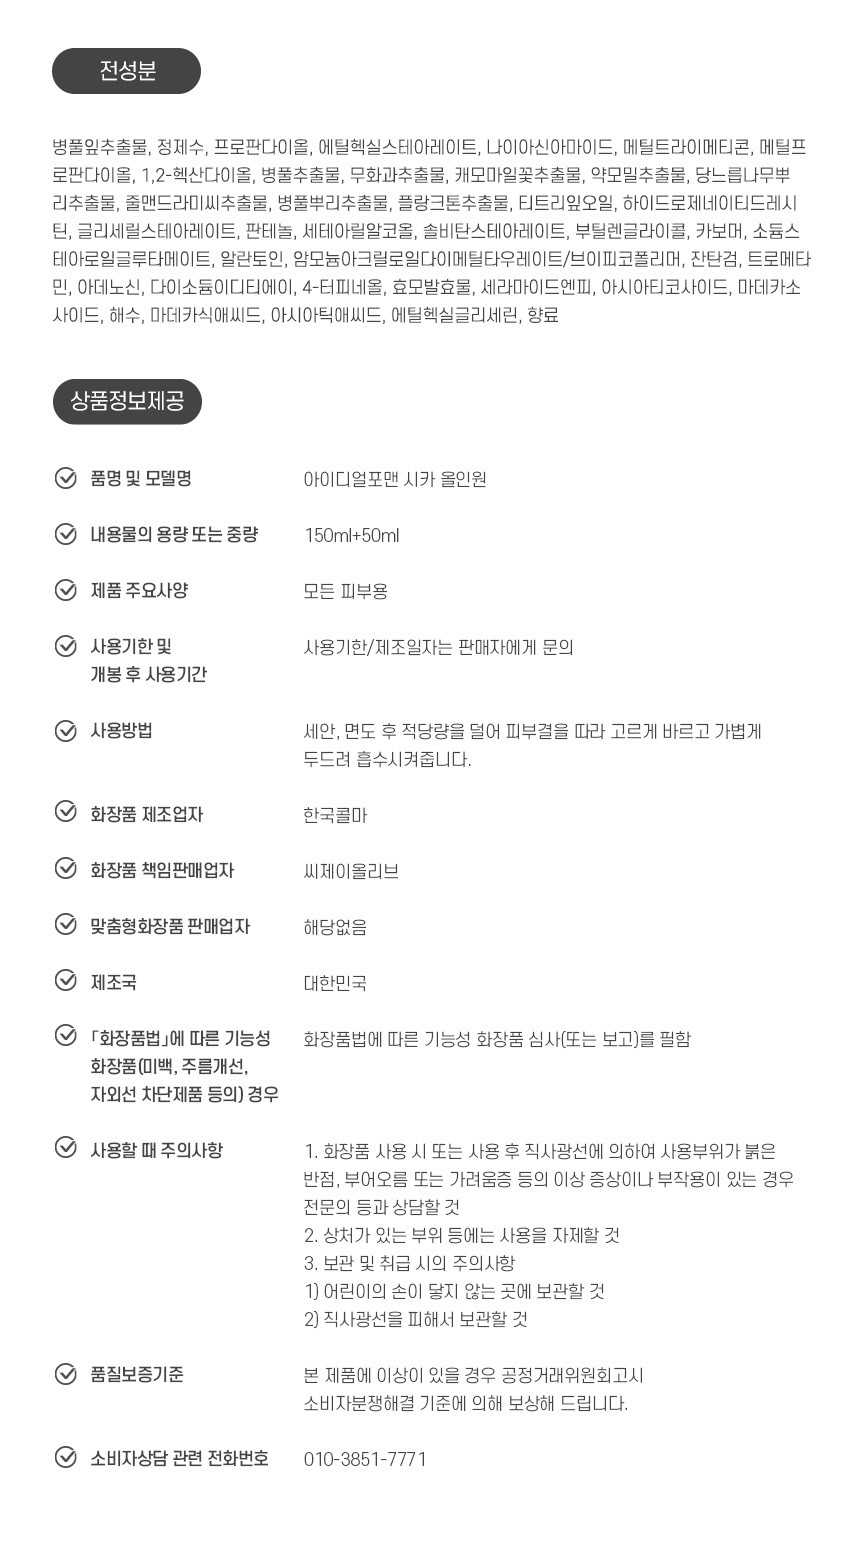 전성분
병풀잎추출물, 정제수, 프로판다이올, 에틸헥실스테아레이트, 나이아신아마이드, 메틸트라이메티콘, 메틸프
로판다이올, 1,2-헥산다이올, 병풀추출물, 무화과추출물, 캐모마일꽃추출물, 약모밀추출물, 당느릅나무뿌
리추출물, 줄맨드라미씨추출물, 병풀뿌리추출물, 플랑크톤추출물, 티트리잎오일, 하이드로제네이티드레시
틴, 글리세릴스테아레이트, 판테놀, 세테아릴알코올, 솔비탄스테아레이트, 부틸렌글라이콜, 카보머, 소듐스
테아로일글루타메이트, 알란토인, 암모늄아크릴로일다이메틸타우레이트/브이피코폴리머, 잔탄검, 트로메타
민, 아데노신, 다이소듐이디티에이, 4-터피네올, 효모발효물, 세라마이드엔피, 아시아티코사이드, 마데카소
사이드, 해수, 마데카식애씨드, 아시아틱애씨드, 에틸헥실글리세린, 향료
상품정보제공
품명 및 모델명 아이디얼포맨 시카 올인원
내용물의 용량 또는 중량 150ml+50ml
제품 주요사양 모든 피부용
사용기한 및 사용기한/제조일자는 판매자에게 문의
개봉 후 사용기간
사용방법 세안, 면도 후 적당량을 덜어 피부결을 따라 고르게 바르고 가볍게
두드려 흡수시켜줍니다.
화장품 제조업자 한국콜마
화장품 책임판매업자 씨제이올리브
맞춤형화장품 판매업자 해당없음
제조국 대한민국
「화장품법」에 따른 기능성 화장품법에 따른 기능성 화장품 심사(또는 보고)를 필함
화장품(미백, 주름개선,
자외선 차단제품 등의) 경우
사용할 때 주의사항 1. 화장품 사용 시 또는 사용 후 직사광선에 의하여 사용부위가 붉은
반점, 부어오름 또는 가려움증 등의 이상 증상이나 부작용이 있는 경우
전문의 등과 상담할 것
2. 상처가 있는 부위 등에는 사용을 자제할 것
3. 보관 및 취급 시의 주의사항
1) 어린이의 손이 닿지 않는 곳에 보관할 것
2) 직사광선을 피해서 보관할 것
품질보증기준 본 제품에 이상이 있을 경우 공정거래위원회고시
소비자분쟁해결 기준에 의해 보상해 드립니다.
소비자상담 관련 전화번호 010-3851-7771